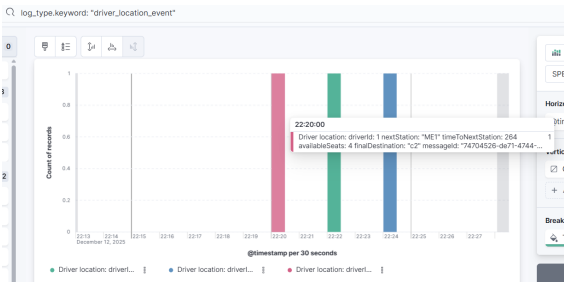 log_type.keyword: "driver_location_event"
0
SPE
Horiz
1
0.8
0.6
0.4
0.2
0
Count of records
22:20:00
Driver location: driverId: 1 nextStation: "ME1" timeToNextStation: 264 1
availableSeats: 4 finalDestination: "c2" messageId: "74704526-de71-4744-...
2
Break
22:13 22:14 22:15 22:16 22:17 22:18 22:19 22:20 22:21 22:22 22:23 22:24 22:25 22:26 22:27
December 12, 2025
@timestamp per 30 seconds
Driver location: driverI... Driver location: driverI... Driver location: driverI...